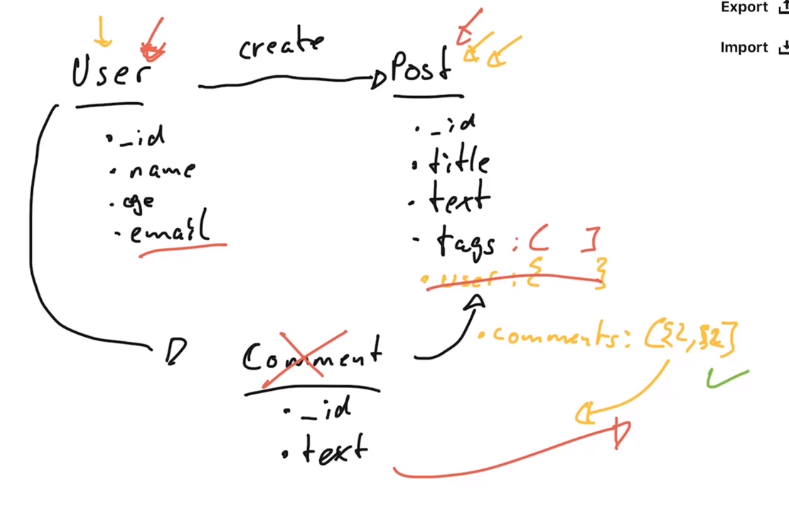 Export
Import
create
User
Post
._id
. name
. age
. email
._id
. title
. text
. tags : [ ]
. user : { }
Comment
. comments: [{},{}]
._id
. text